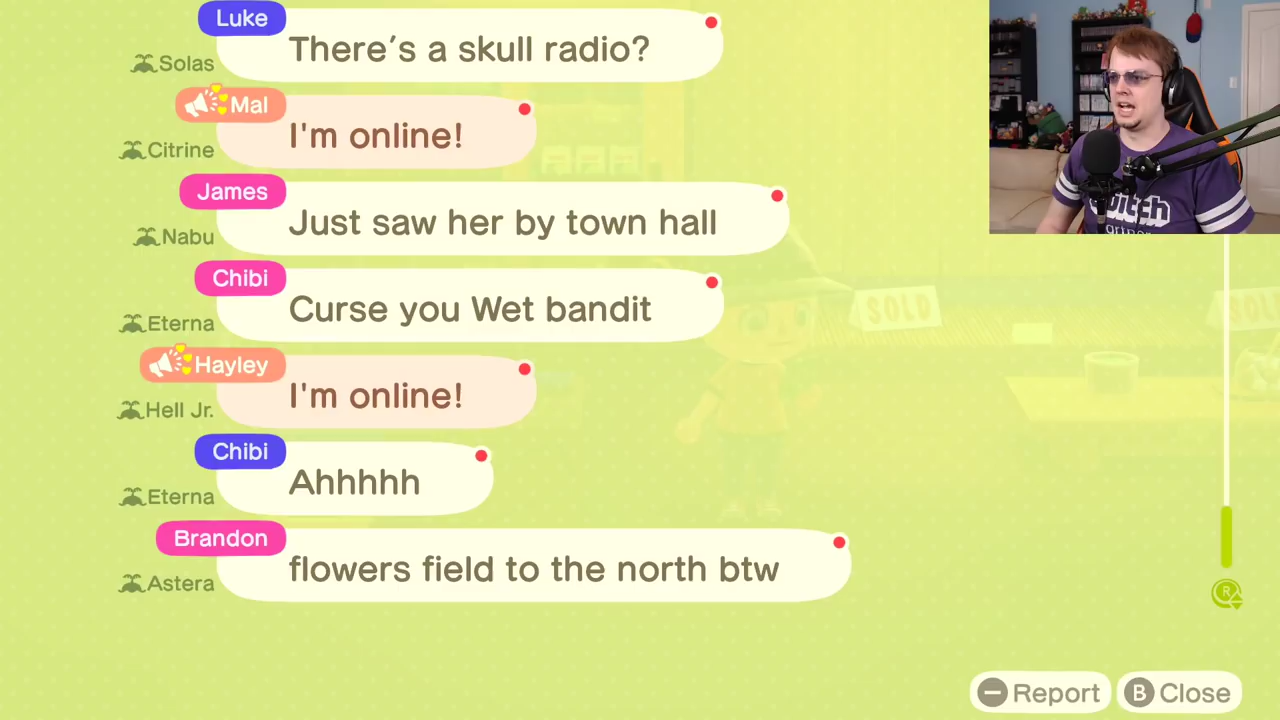 Luke
There's a skull radio?
Solas
Mal
I'm online!
Citrine
James
Just saw her by town hall
Nabu
Chibi
Curse you Wet bandit
Eterna
Hayley
I'm online!
Hell Jr.
Chibi
Ahhhhh
Eterna
Brandon
flowers field to the north btw
Astera
SOLD
twitch
R
Report
B Close